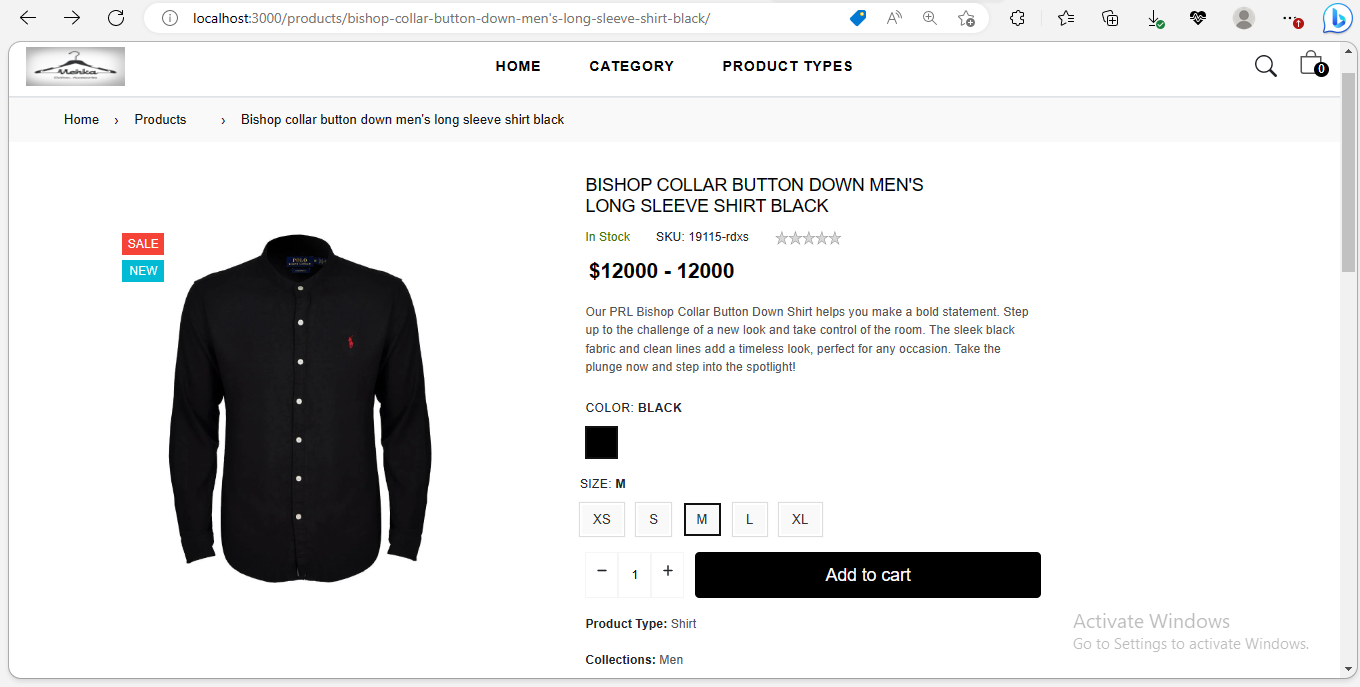 localhost:3000/products/bishop-collar-button-down-men's-long-sleeve-shirt-black/
Mehka
HOME CATEGORY PRODUCT TYPES
0
Home › Products › Bishop collar button down men's long sleeve shirt black
BISHOP COLLAR BUTTON DOWN MEN'S
LONG SLEEVE SHIRT BLACK
In Stock SKU: 19115-rdxs
SALE
NEW
POLO
$12000 - 12000
Our PRL Bishop Collar Button Down Shirt helps you make a bold statement. Step
up to the challenge of a new look and take control of the room. The sleek black
fabric and clean lines add a timeless look, perfect for any occasion. Take the
plunge now and step into the spotlight!
COLOR: BLACK
SIZE: M
XS S M L XL
− 1 + Add to cart
Product Type: Shirt
Collections: Men
Activate Windows
Go to Settings to activate Windows.